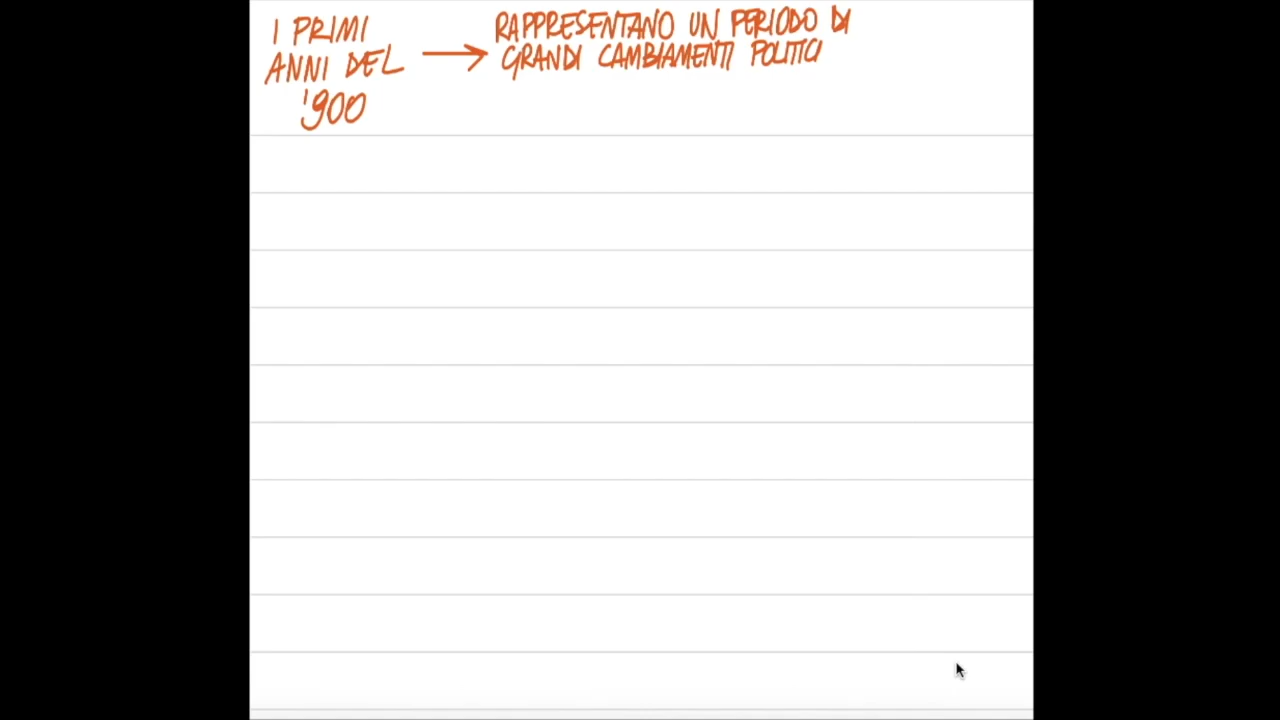 I PRIMI
ANNI DEL
'900
RAPPRESENTANO UN PERIODO DI
GRANDI CAMBIAMENTI POLITICI